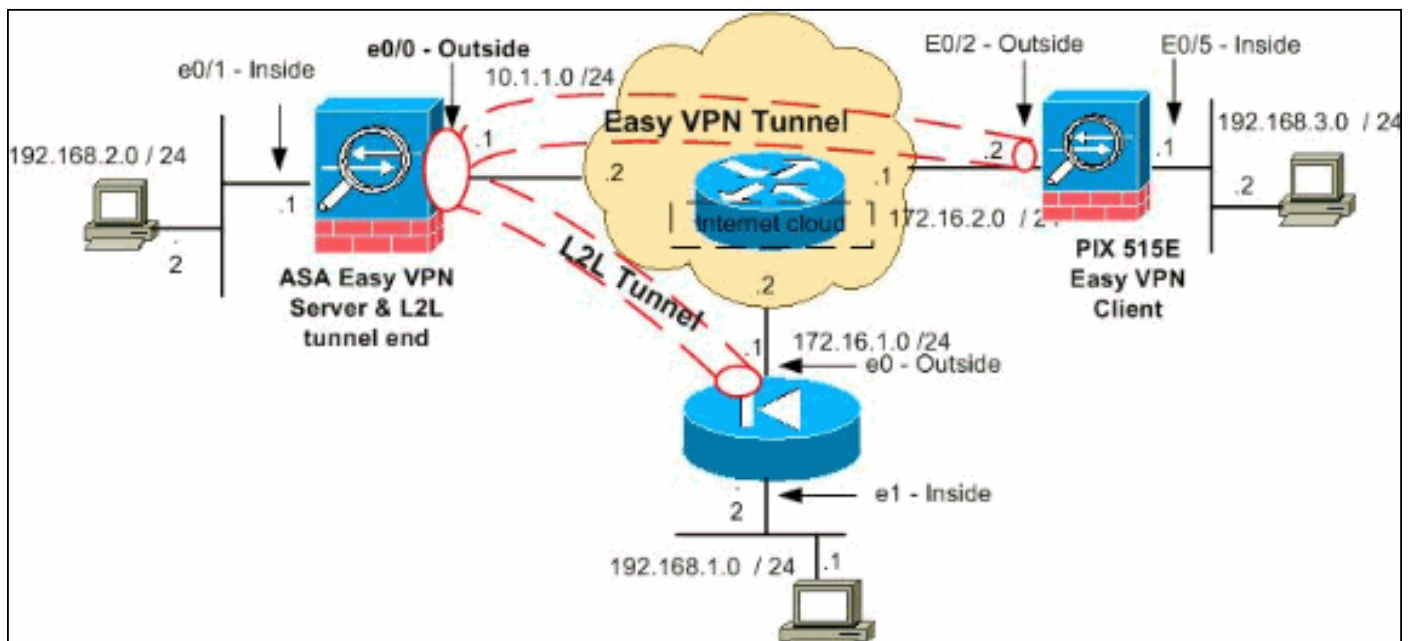 e0/0 - Outside
e0/1 - Inside
10.1.1.0 /24
E0/2 - Outside
E0/5 - Inside
192.168.2.0 / 24
.1
.2
Easy VPN Tunnel
.1
.2
.1
192.168.3.0 / 24
.2
.1
.2
Internet cloud
172.16.2.0 / 24
ASA Easy VPN
Server & L2L
tunnel end
L2L Tunnel
PIX 515E
Easy VPN
Client
.2
.1
172.16.1.0 /24
e0 - Outside
.2
e1 - Inside
192.168.1.0 / 24
.1